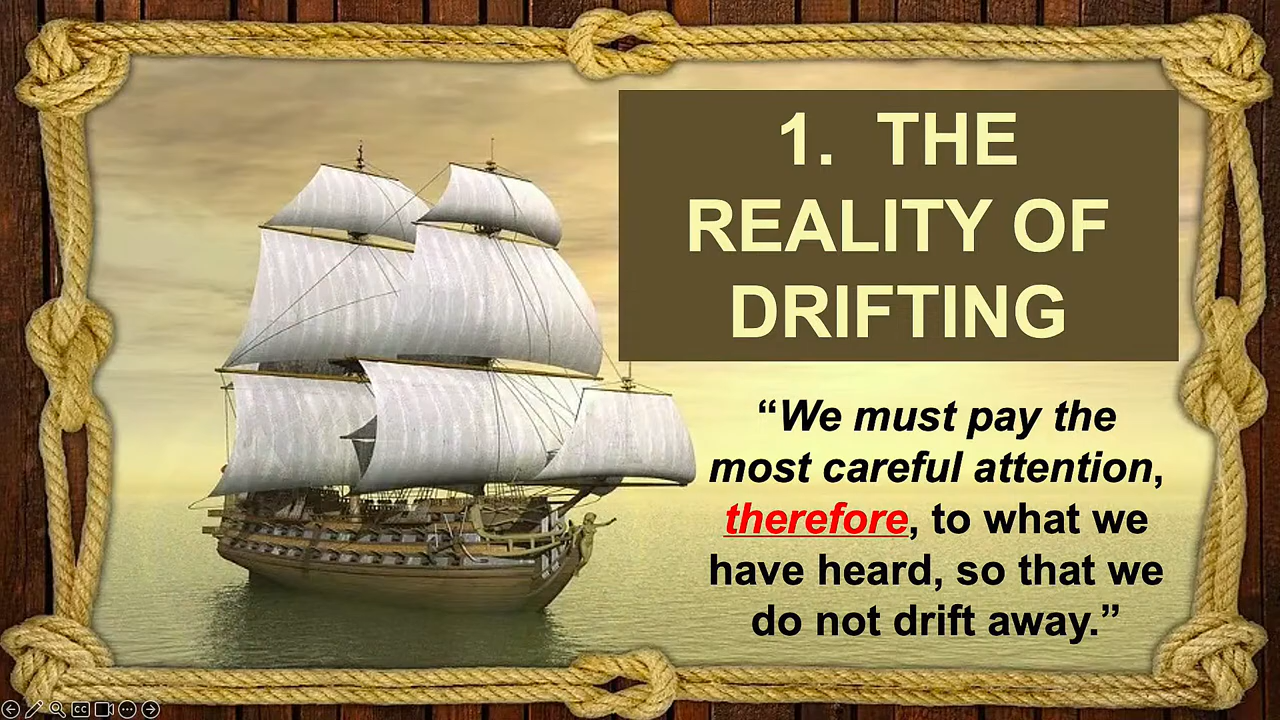 1. THE
REALITY OF
DRIFTING
“We must pay the
most careful attention,
therefore, to what we
have heard, so that we
do not drift away.”
CC